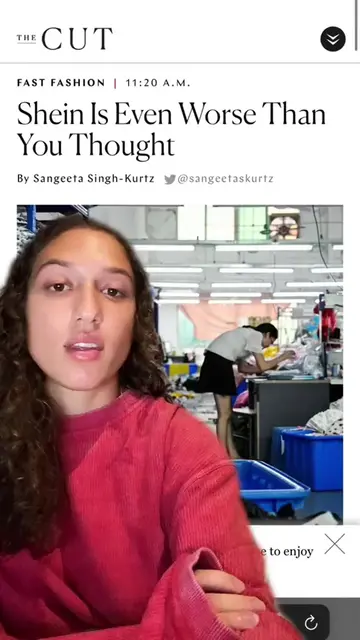 THE CUT
FAST FASHION | 11:20 A.M.
Shein Is Even Worse Than
You Thought
By Sangeeta Singh-Kurtz @sangeetaskurtz
e to enjoy